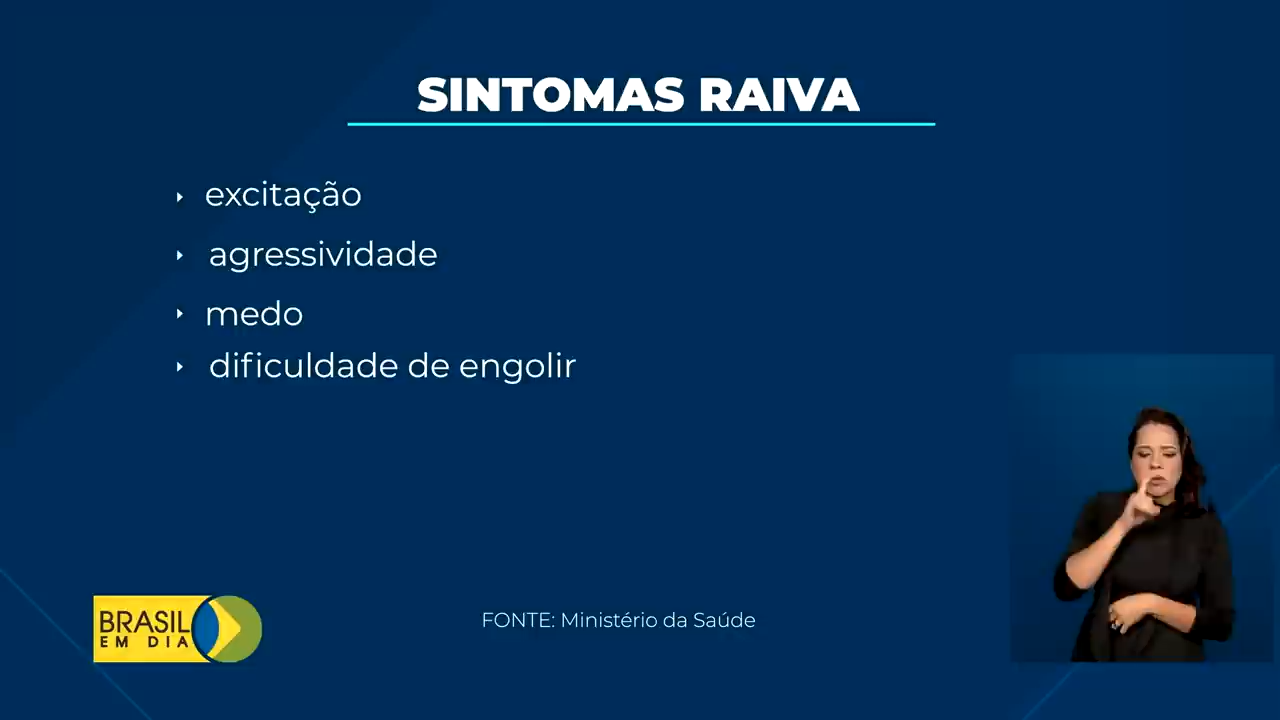 SINTOMAS RAIVA
excitação
agressividade
medo
dificuldade de engolir
BRASIL
EM DIA
FONTE: Ministério da Saúde